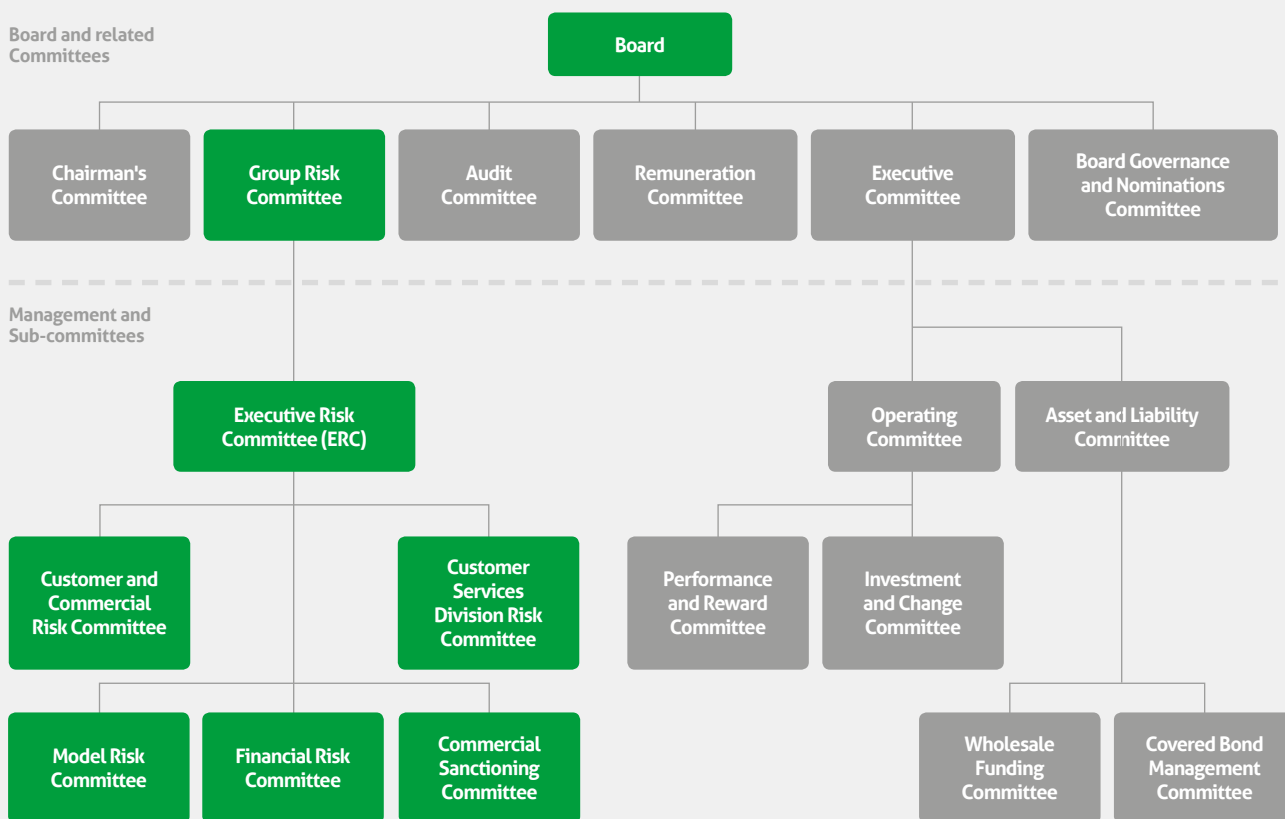 Board and related
Committees
Board
Chairman's
Committee
Group Risk
Committee
Audit
Committee
Remuneration
Committee
Executive
Committee
Board Governance
and Nominations
Committee
Management and
Sub-committees
Executive Risk
Committee (ERC)
Operating
Committee
Asset and Liability
Committee
Customer and
Commercial
Risk Committee
Customer
Services
Division Risk
Committee
Performance
and Reward
Committee
Investment
and Change
Committee
Model Risk
Committee
Financial Risk
Committee
Commercial
Sanctioning
Committee
Wholesale
Funding
Committee
Covered Bond
Management
Committee